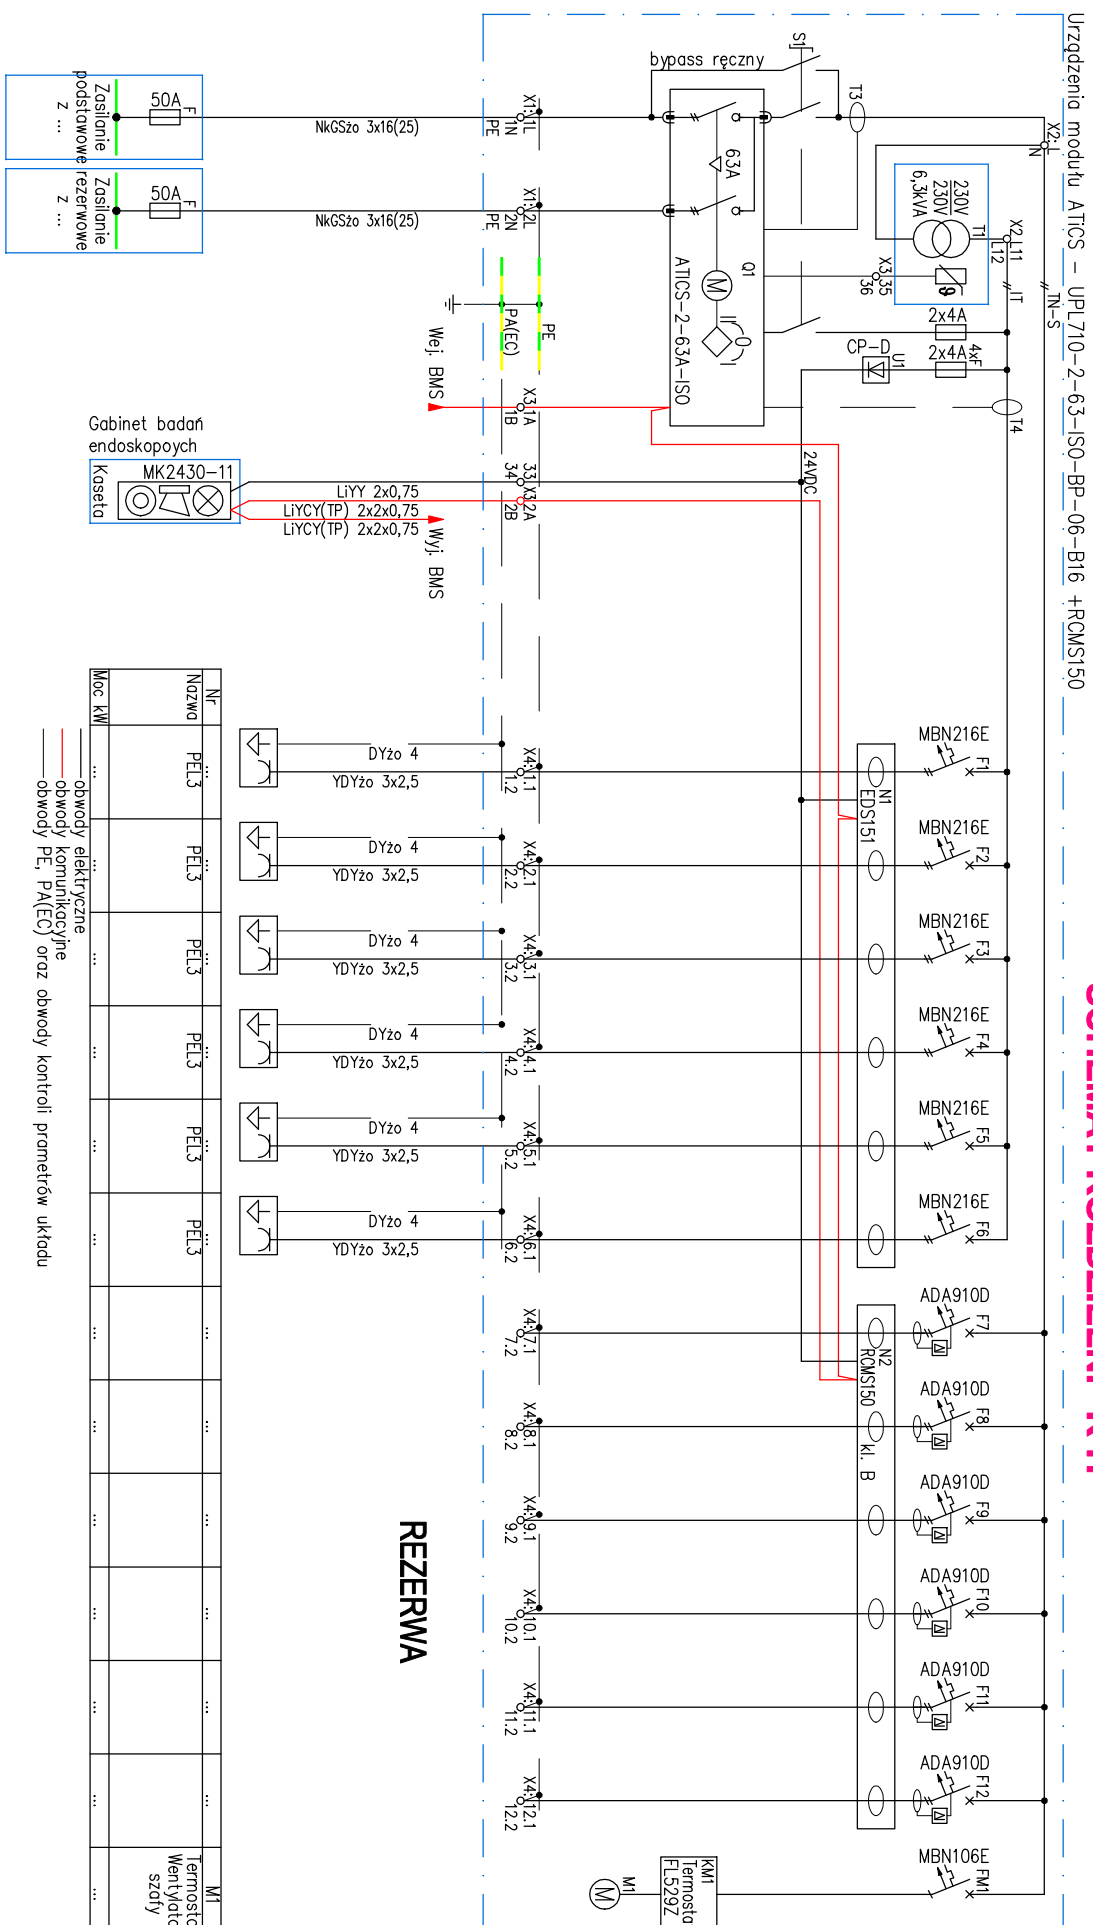 Urządzenia modułu ATiCS - UPL710-2-63-ISO-BP-06-B16 +RCMS150
bypass ręczny
S1
T3
X2:
L
N
F
50A
Zasilanie
podstawowe
z ...
NkGSżo 3x16(25)
X1:1L
1N
PE
63A
F
50A
Zasilanie
rezerwowe
z ...
NkGSżo 3x16(25)
X1:2L
2N
PE
230V
230V
6,3kVA
T1
X2
L11
L12
IT
TN-S
X3
35
36
ϑ
Q1
M
0
I
II
ATICS-2-63A-ISO
2x4A
2x4A
4xF
CP-D
U1
T4
PE
PA(EC)
Wej. BMS
X3
1A
1B
24VDC
Gabinet badań
endoskopoych
MK2430-11
Kaseta
33
34
X3
2A
2B
LiYY 2x0,75
LiYCY(TP) 2x2x0,75
LiYCY(TP) 2x2x0,75
Wyj. BMS
MBN216E
F1
N1
EDS151
X4:1.1
1.2
DYżo 4
YDYżo 3x2,5
MBN216E
F2
X4:2.1
2.2
DYżo 4
YDYżo 3x2,5
MBN216E
F3
X4:3.1
3.2
DYżo 4
YDYżo 3x2,5
MBN216E
F4
X4:4.1
4.2
DYżo 4
YDYżo 3x2,5
MBN216E
F5
X4:5.1
5.2
DYżo 4
YDYżo 3x2,5
MBN216E
F6
X4:6.1
6.2
DYżo 4
YDYżo 3x2,5
ADA910D
F7
N2
RCMS150 kl. B
X4:7.1
7.2
ADA910D
F8
X4:8.1
8.2
ADA910D
F9
X4:9.1
9.2
ADA910D
F10
X4:10.1
10.2
ADA910D
F11
X4:11.1
11.2
ADA910D
F12
X4:12.1
12.2
MBN106E
FM1
KM1
Termosta
FL529Z
M1
M
REZERWA
Nr ... ... ... ... ... ... ... ... ... ... ... ... M1
Nazwa PEL3 PEL3 PEL3 PEL3 PEL3 PEL3 Termosta
Wentylato
szafy
Moc kW ... ... ... ... ... ... ... ... ... ... ... ... ...
obwody elektryczne
obwody komunikacyjne
obwody PE, PA(EC) oraz obwody kontroli prametrów układu